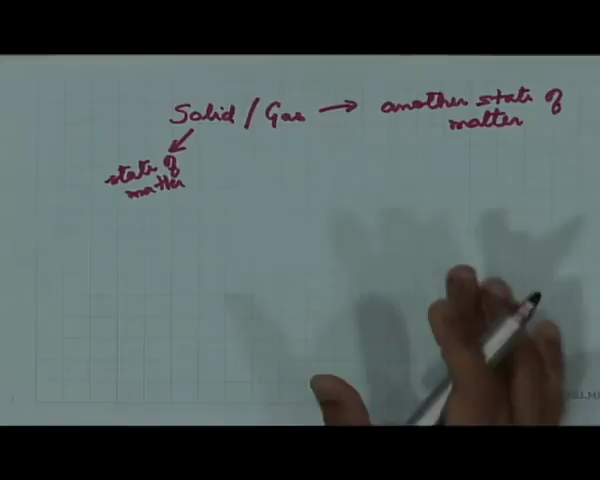 Solid / Gas → another state of
matter
state of
matter